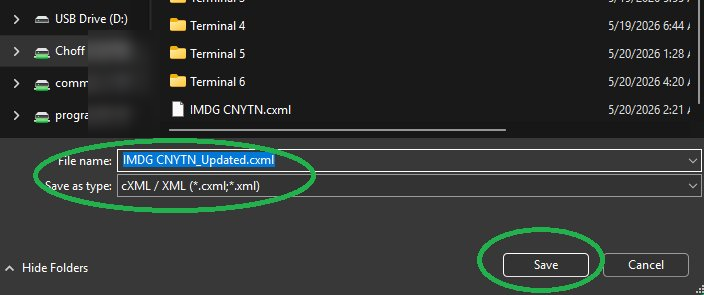 USB Drive (D:)
Terminal 4 5/19/2026 6:44 A
Choff
Terminal 5 5/20/2026 1:28 A
comm
Terminal 6 5/20/2026 4:20 A
progra
IMDG CNYTN.cxml 5/20/2026 2:21 A
File name: IMDG CNYTN_Updated.cxml
Save as type: cXML / XML (*.cxml;*.xml)
Hide Folders Save Cancel